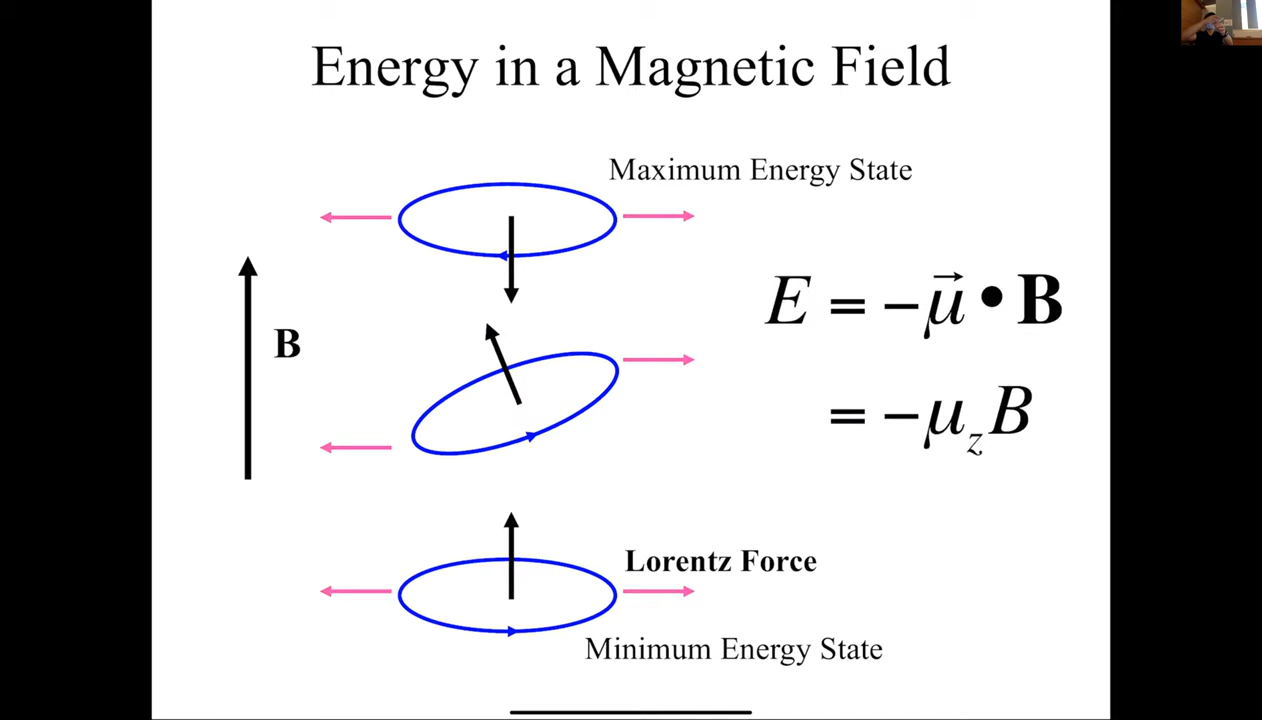 Energy in a Magnetic Field
Maximum Energy State
B
E = −μ⃗ • B
= −μ_z B
Lorentz Force
Minimum Energy State